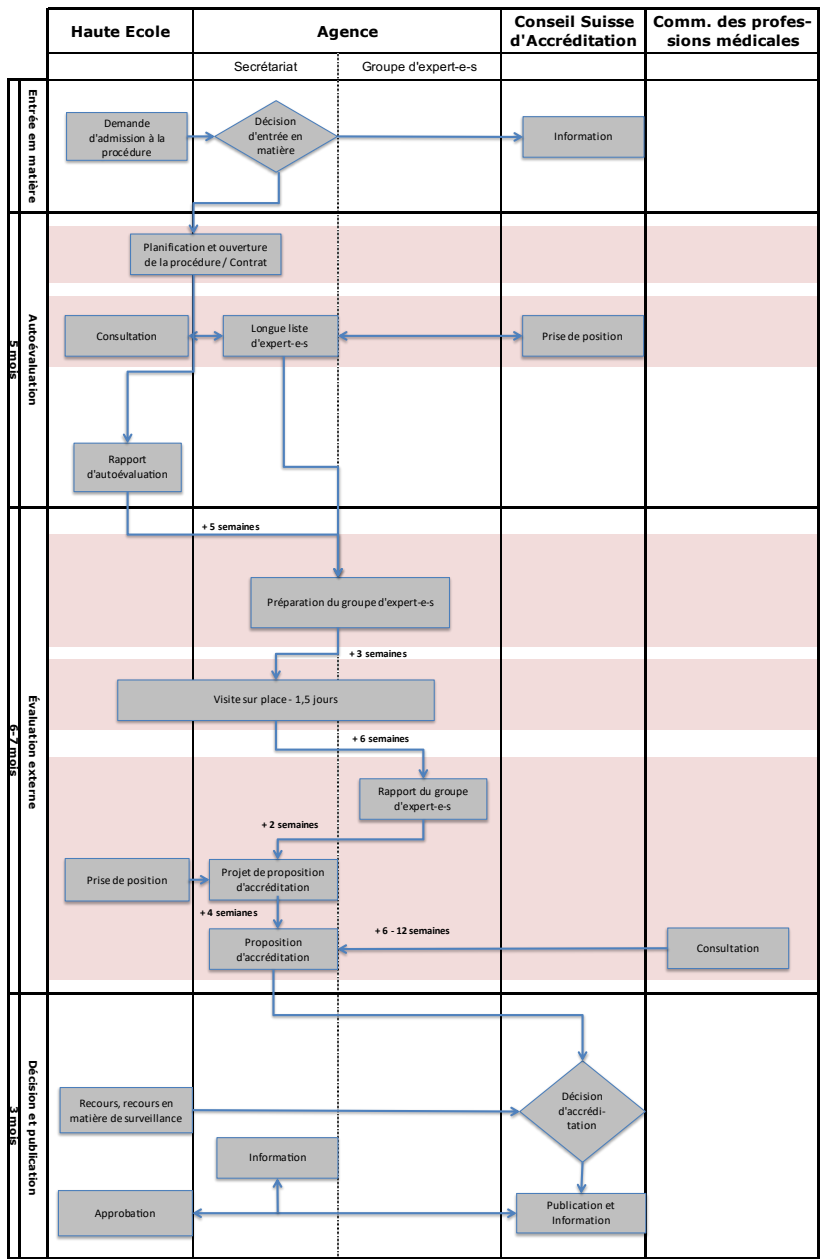 Haute Ecole
Agence
Conseil Suisse
d'Accréditation
Comm. des profes-
sions médicales
Secrétariat
Groupe d'expert-e-s
Entrée em matière
Demande
d'admission à la
procédure
Décision
d'entrée en
matière
Information
5 mois
Autoévaluation
Planification et ouverture
de la procédure / Contrat
Consultation
Longue liste
d'expert-e-s
Prise de position
Rapport
d'autoévaluation
6-7 mois
Évaluation externe
+ 5 semaines
Préparation du groupe d'expert-e-s
+ 3 semaines
Visite sur place - 1,5 jours
+ 6 semaines
Rapport du groupe
d'expert-e-s
+ 2 semaines
Prise de position
Projet de proposition
d'accréditation
+ 4 semianes
+ 6 - 12 semaines
Proposition
d'accréditation
Consultation
3 mois
Décision et publication
Recours, recours en
matière de surveillance
Décision
d'accrédi-
tation
Information
Approbation
Publication et
Information